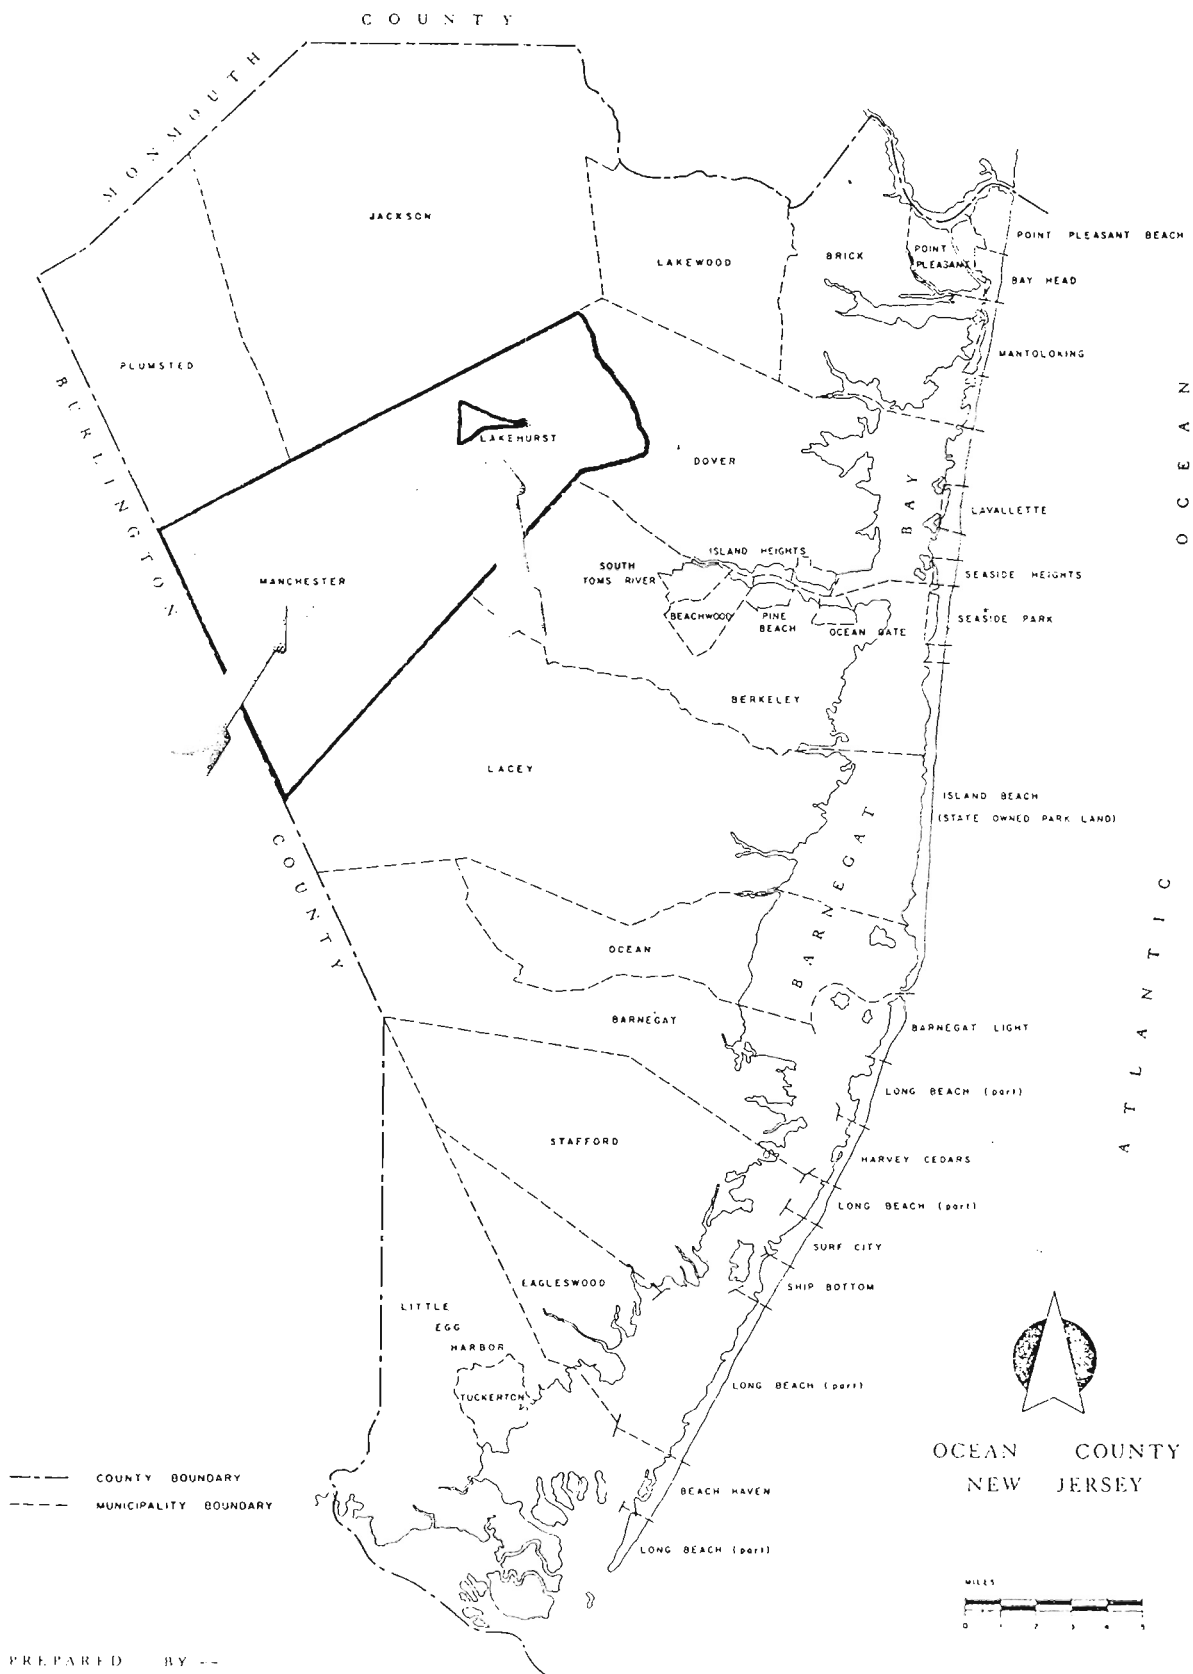 COUNTY
MONMOUTH
JACKSON
POINT PLEASANT BEACH
LAKEWOOD
BRICK
POINT
PLEASANT
BAY HEAD
MANTOLOKING
PLUMSTED
BURLINGTON
LAKEHURST
DOVER
BAY
OCEAN
LAVALLETTE
ISLAND HEIGHTS
SOUTH
TOMS RIVER
SEASIDE HEIGHTS
MANCHESTER
BEACHWOOD
PINE
BEACH
OCEAN GATE
SEASIDE PARK
BERKELEY
LACEY
ISLAND BEACH
(STATE OWNED PARK LAND)
COUNTY
BARNEGAT
ATLANTIC
OCEAN
BARNEGAT
BARNEGAT LIGHT
LONG BEACH (part)
STAFFORD
HARVEY CEDARS
LONG BEACH (part)
SURF CITY
EAGLESWOOD
SHIP BOTTOM
LITTLE
EGG
HARBOR
TUCKERTON
LONG BEACH (part)
OCEAN COUNTY
NEW JERSEY
COUNTY BOUNDARY
MUNICIPALITY BOUNDARY
BEACH HAVEN
LONG BEACH (part)
MILES
0 1 2 3 4 5
PREPARED BY --